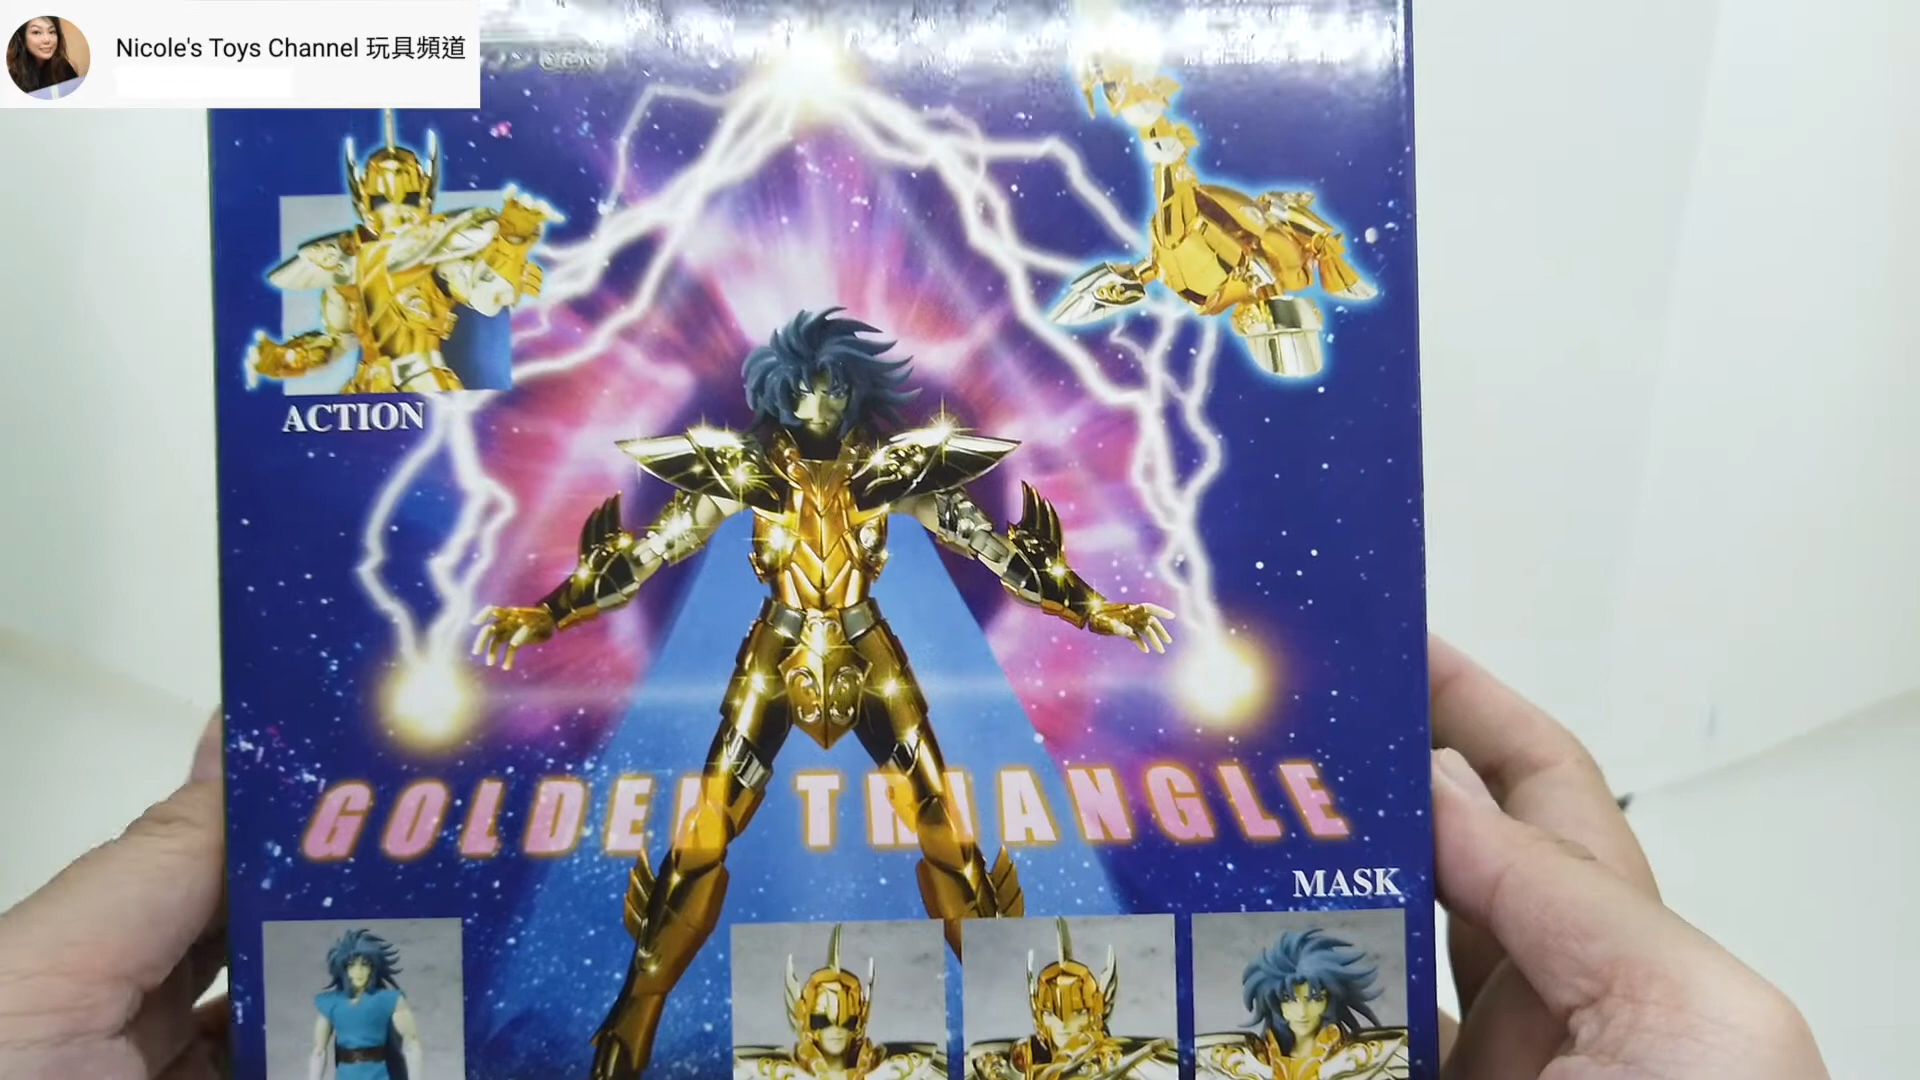 Nicole's Toys Channel 玩具頻道
ACTION
GOLDEN TRIANGLE
MASK